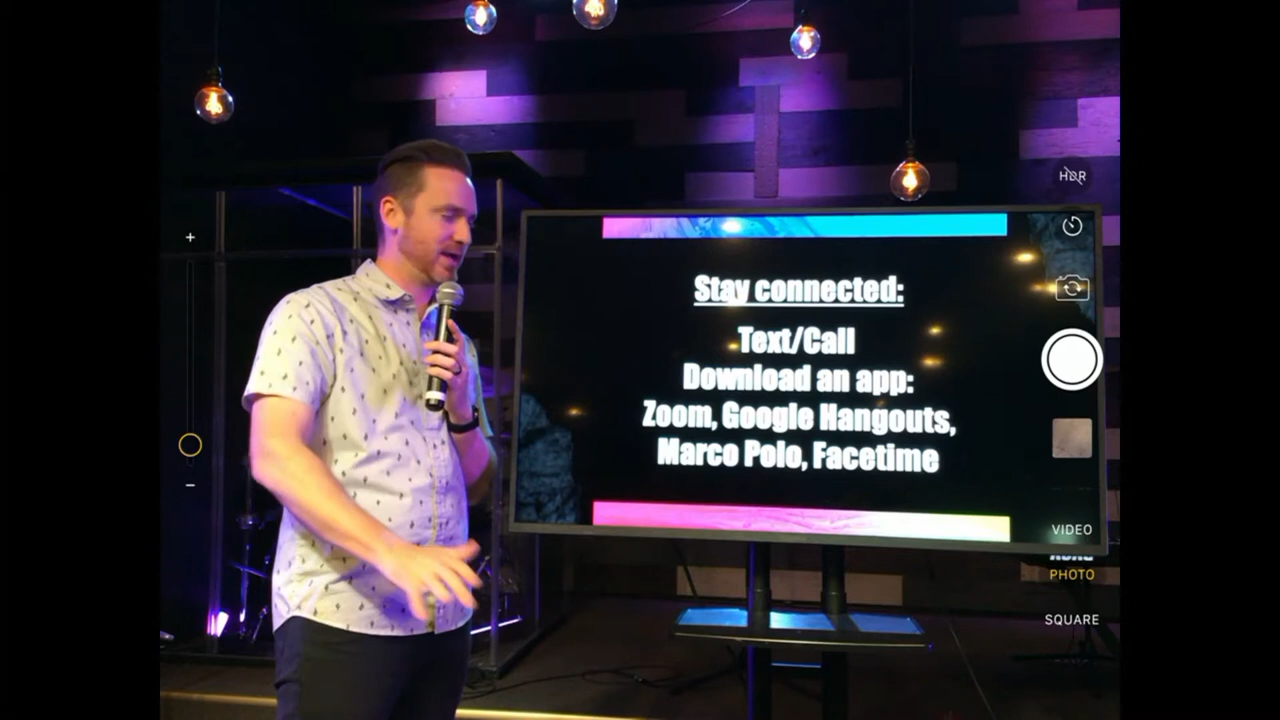 Stay connected:
Text/Call
Download an app:
Zoom, Google Hangouts,
Marco Polo, Facetime
HDR
VIDEO
PHOTO
SQUARE